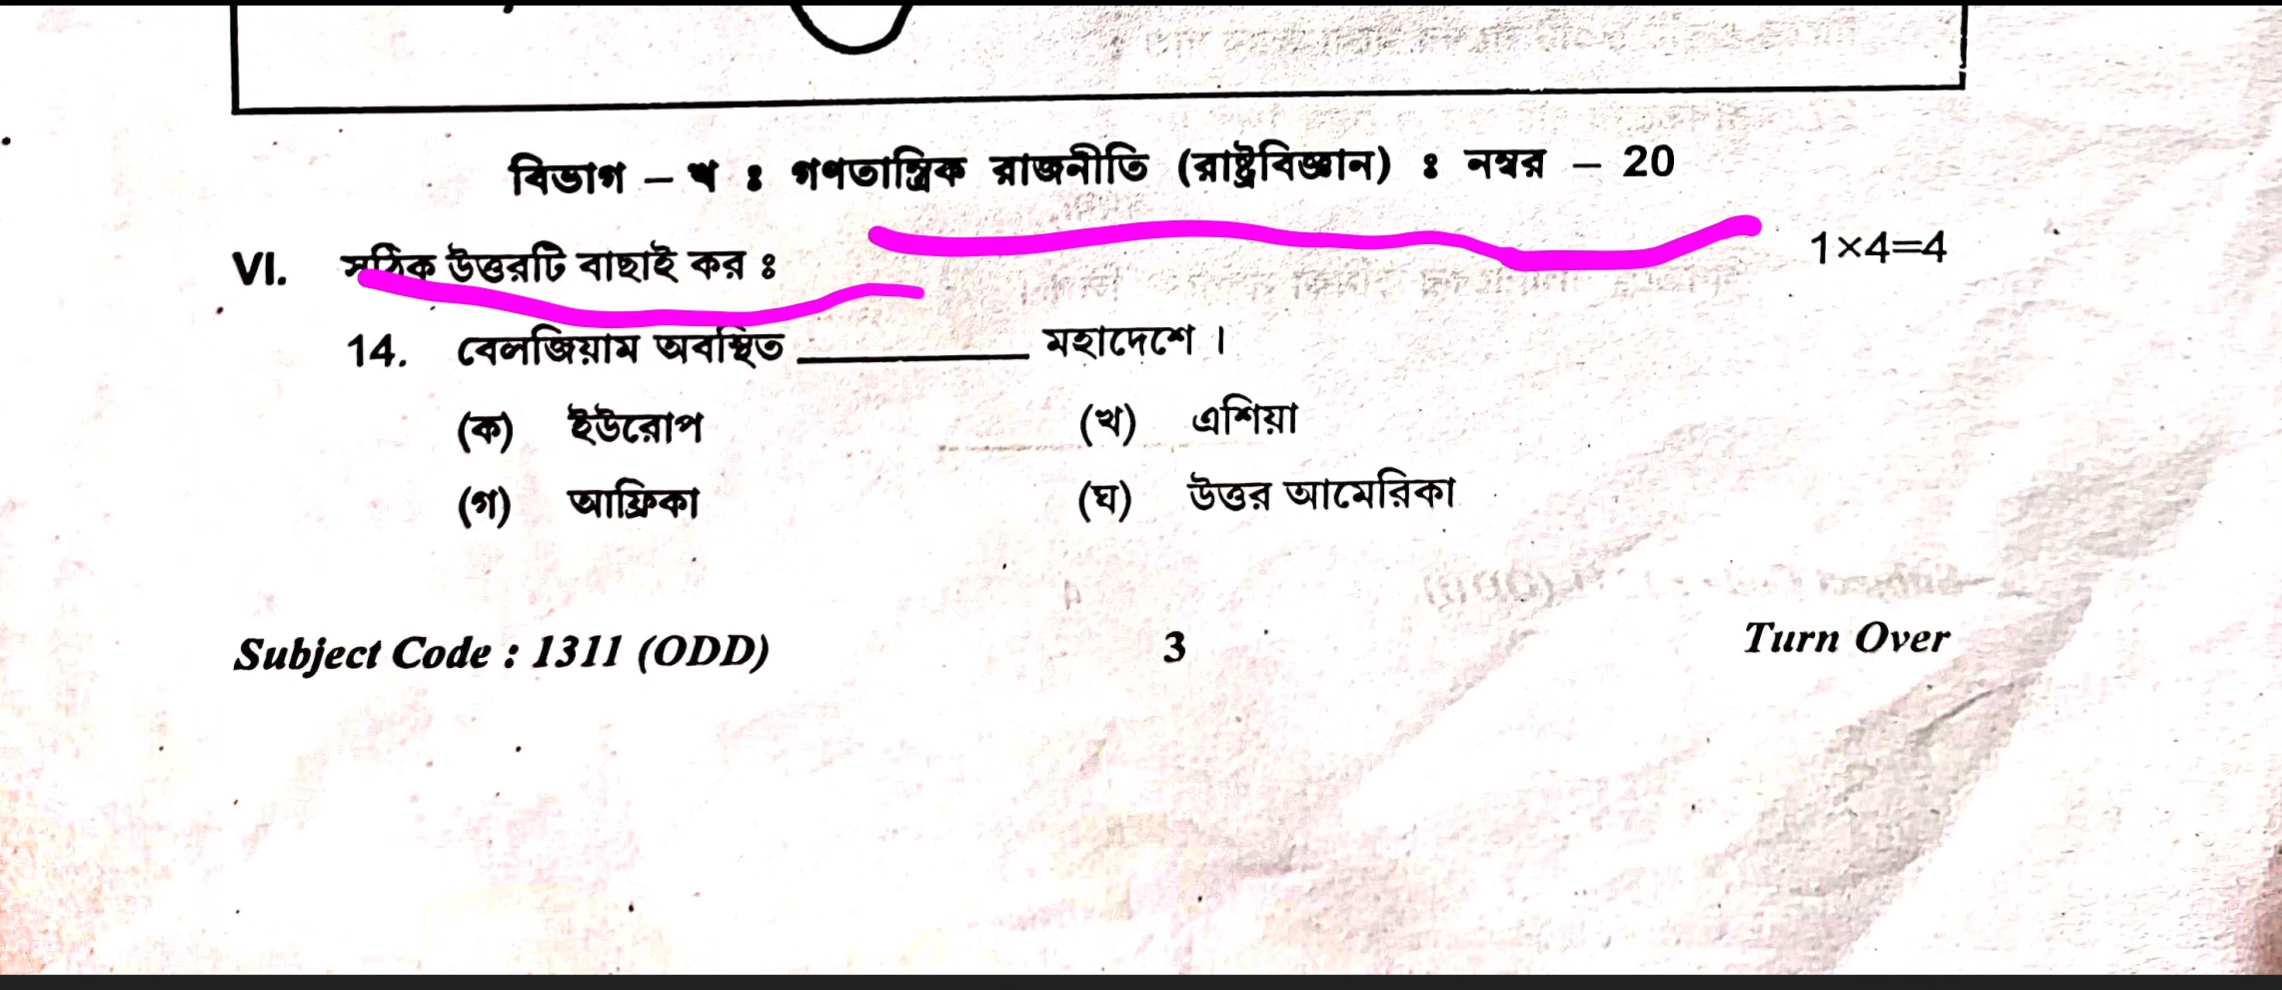 বিভাগ – খ ঃ গণতান্ত্রিক রাজনীতি (রাষ্ট্রবিজ্ঞান) ঃ নম্বর – 20
VI. সঠিক উত্তরটি বাছাই কর ঃ 1×4=4
14. বেলজিয়াম অবস্থিত __________ মহাদেশে ।
(ক) ইউরোপ (খ) এশিয়া
(গ) আফ্রিকা (ঘ) উত্তর আমেরিকা
Subject Code : 1311 (ODD) 3 Turn Over